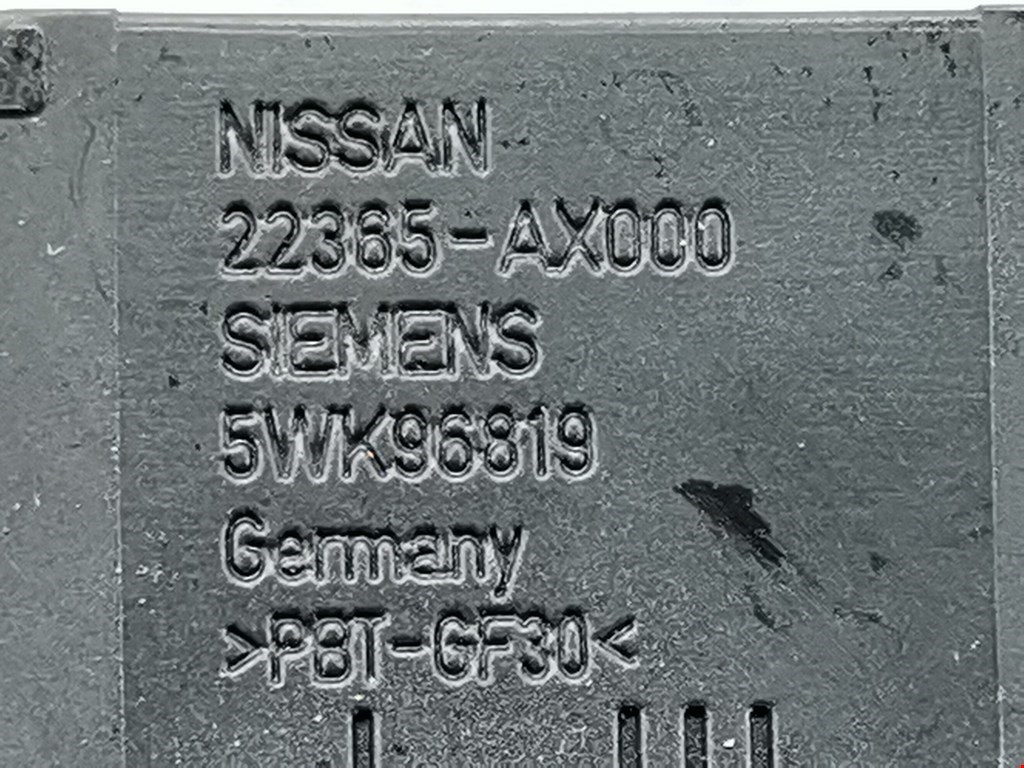 NISSAN
22365-AX000
SIEMENS
5WK96819
Germany
>PBT-GF30<